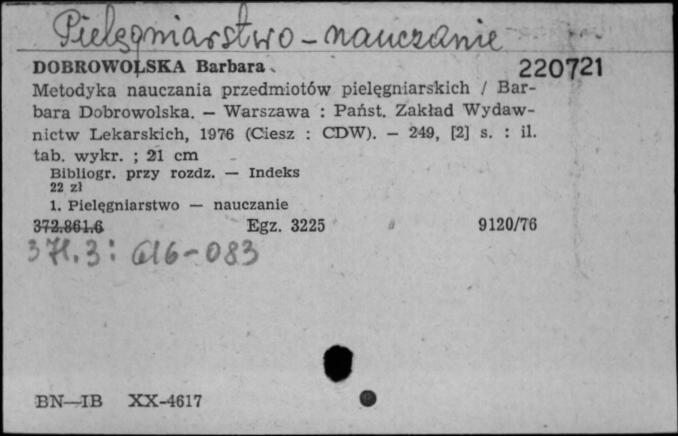 Pielęgniarstwo – nauczanie
DOBROWOLSKA Barbara. 220721
Metodyka nauczania przedmiotów pielęgniarskich / Bar-
bara Dobrowolska. — Warszawa : Państ. Zakład Wydaw-
nictw Lekarskich, 1976 (Ciesz : CDW). — 249, [2] s. : il.
tab. wykr. ; 21 cm
Bibliogr. przy rozdz. — Indeks
22 zł
1. Pielęgniarstwo — nauczanie
372.861.6 Egz. 3225 9120/76
371.3 : 616-083
BN—IB XX-4617